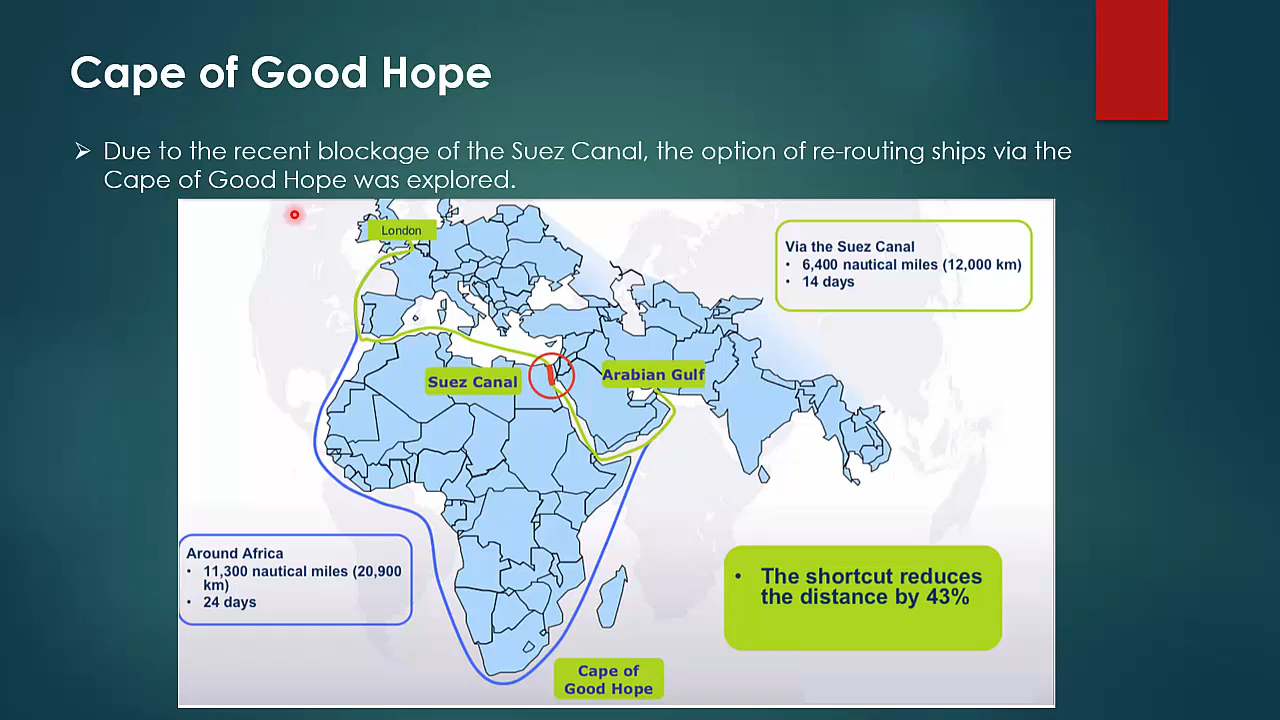 Cape of Good Hope
➢ Due to the recent blockage of the Suez Canal, the option of re-routing ships via the
Cape of Good Hope was explored.
London
Via the Suez Canal
• 6,400 nautical miles (12,000 km)
• 14 days
Suez Canal
Arabian Gulf
Around Africa
• 11,300 nautical miles (20,900
km)
• 24 days
• The shortcut reduces
the distance by 43%
Cape of
Good Hope